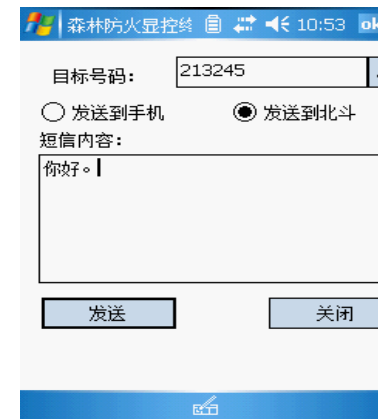 森林防火显控终 10:53 ok
目标号码： 213245
发送到手机 发送到北斗
短信内容：
你好。
发送 关闭